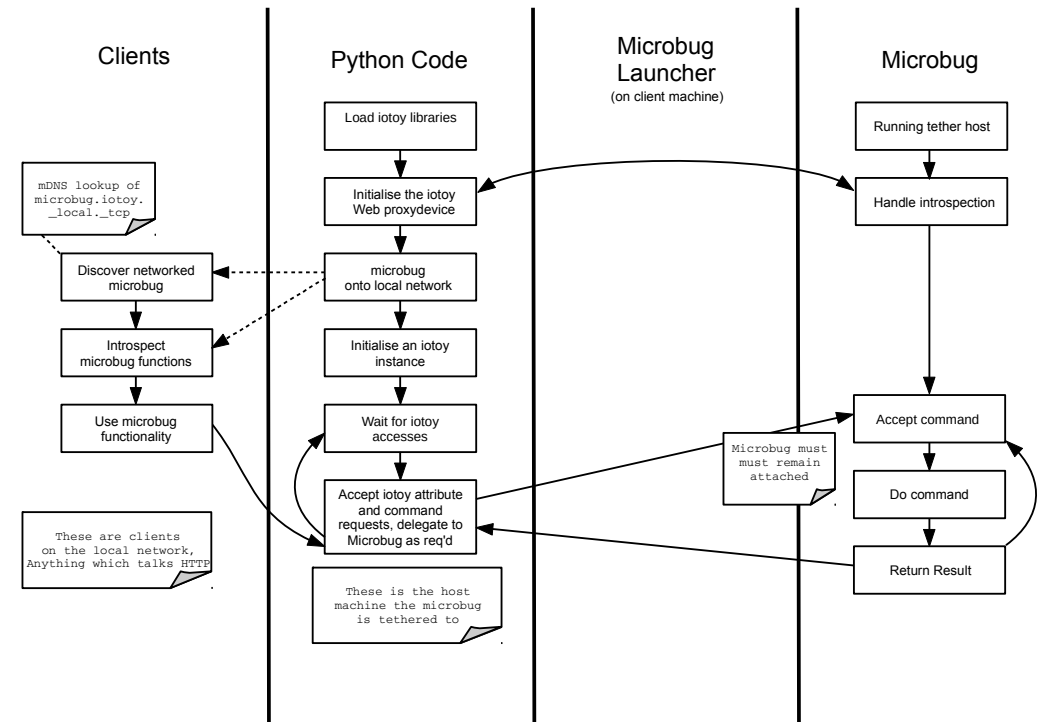 Clients
Python Code
Microbug
Launcher
(on client machine)
Microbug
mDNS lookup of
microbug.iotoy.
_local._tcp
Discover networked
microbug
Introspect
microbug functions
Use microbug
functionality
These are clients
on the local network,
Anything which talks HTTP
Load iotoy libraries
Initialise the iotoy
Web proxydevice
microbug
onto local network
Initialise an iotoy
instance
Wait for iotoy
accesses
Accept iotoy attribute
and command
requests, delegate to
Microbug as req'd
These is the host
machine the microbug
is tethered to
Microbug must
must remain
attached
Running tether host
Handle introspection
Accept command
Do command
Return Result